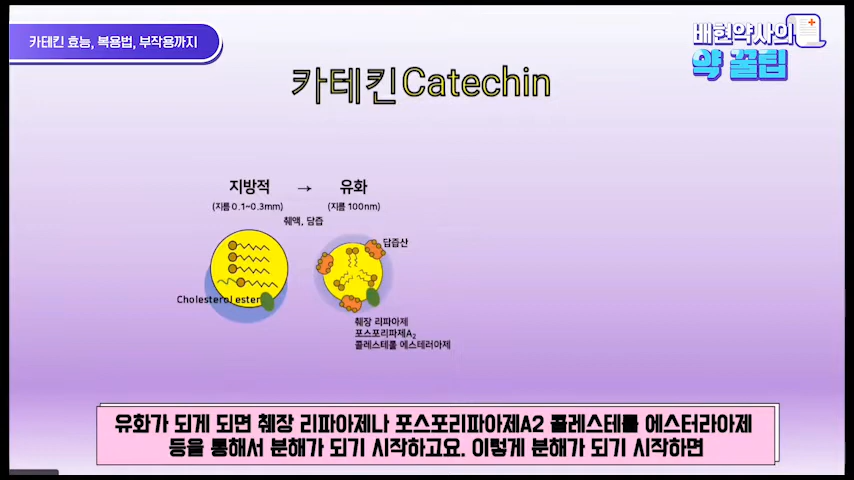 카테킨 효능, 복용법, 부작용까지
배현약사의
약 꿀팁
카테킨Catechin
지방적 → 유화
(지름 0.1~0.3mm) (지름 100nm)
췌액, 담즙
담즙산
Cholesterol ester
췌장 리파아제
포스포리파제A₂
콜레스테롤 에스테러아제
유화가 되게 되면 췌장 리파아제나 포스포리파아제A2 콜레스테롤 에스터라아제
등을 통해서 분해가 되기 시작하고요. 이렇게 분해가 되기 시작하면